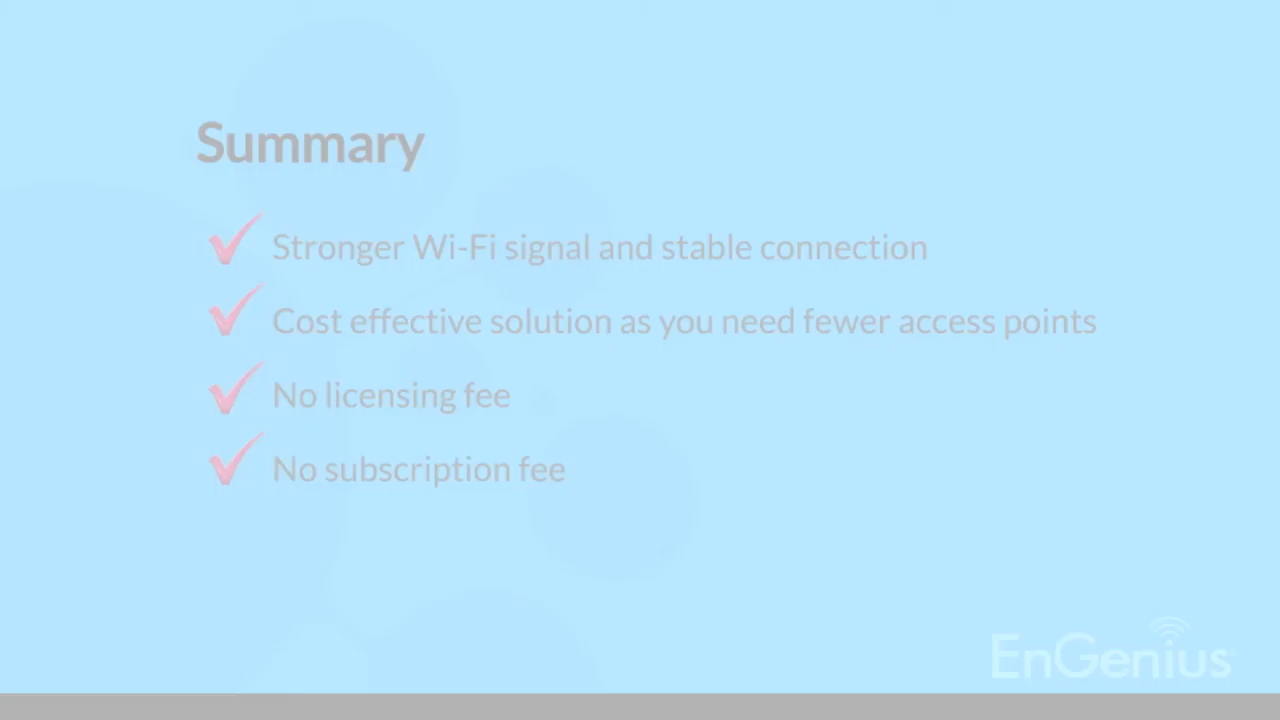 Summary
Stronger Wi-Fi signal and stable connection
Cost effective solution as you need fewer access points
No licensing fee
No subscription fee
EnGenius